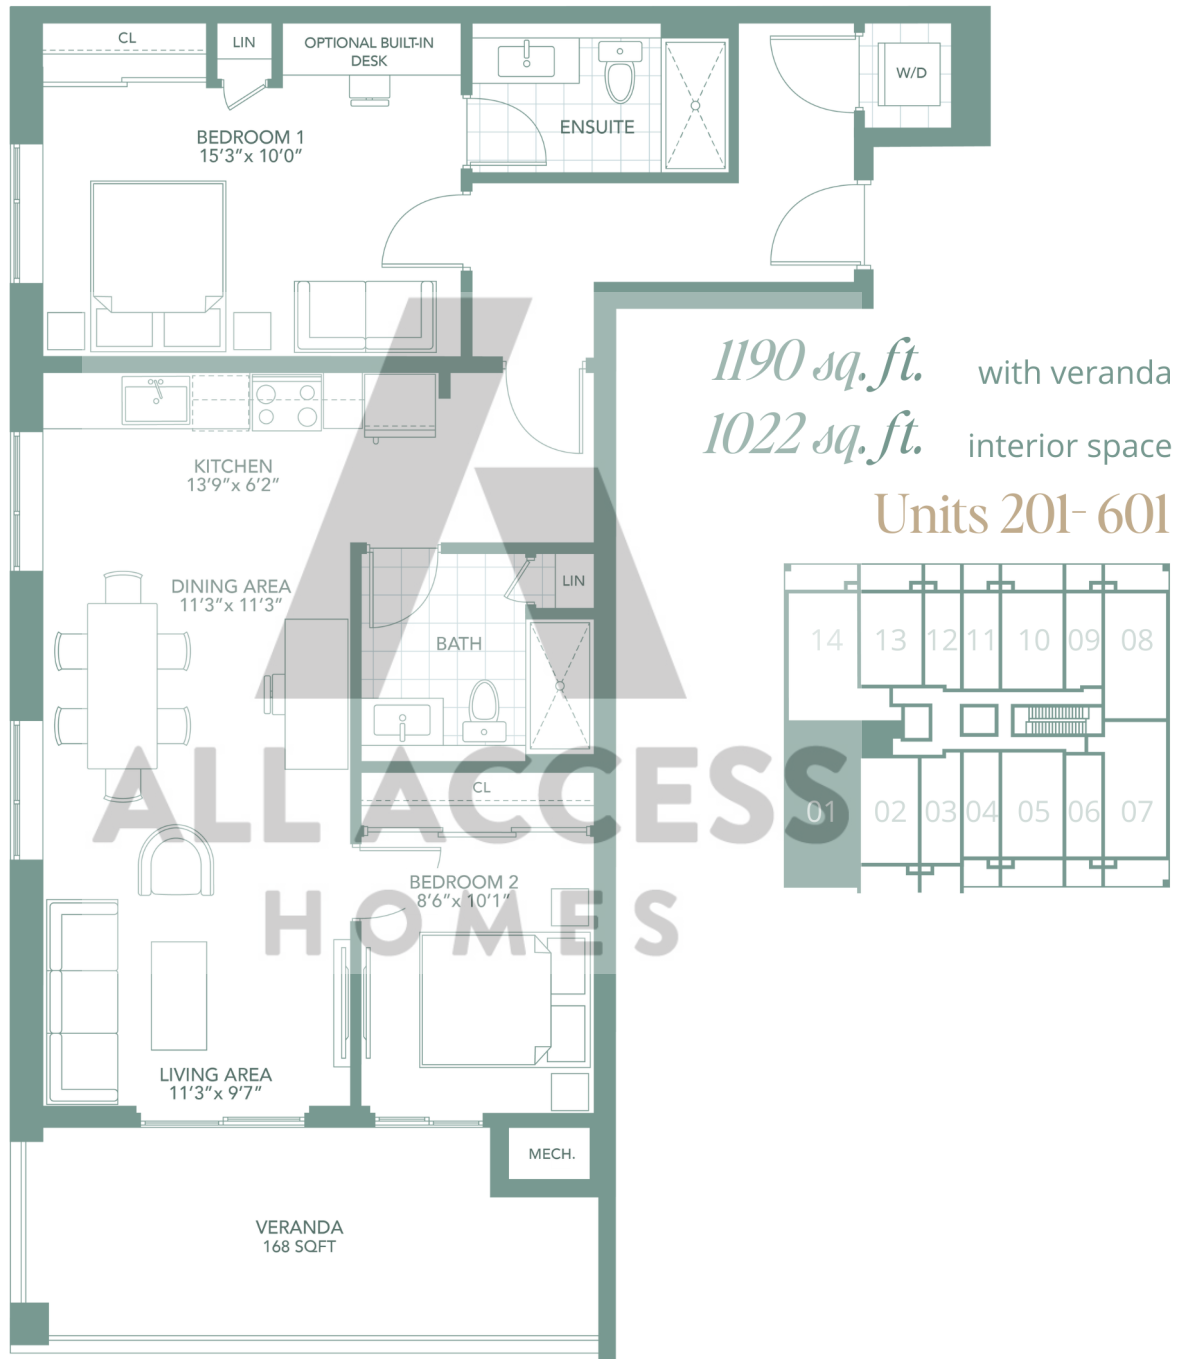 CL
LIN
OPTIONAL BUILT-IN
DESK
W/D
ENSUITE
BEDROOM 1
15'3"x 10'0"
1190 sq. ft. with veranda
1022 sq. ft. interior space
Units 201- 601
KITCHEN
13'9"x 6'2"
DINING AREA
11'3"x 11'3"
LIN
BATH
14 13 12 11 10 09 08
01 02 03 04 05 06 07
ALL ACCESS
HOMES
CL
BEDROOM 2
8'6"x 10'1"
LIVING AREA
11'3"x 9'7"
MECH.
VERANDA
168 SQFT